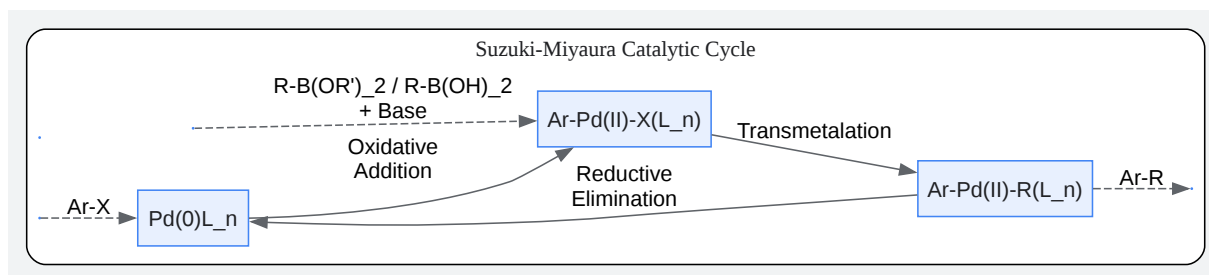 Suzuki-Miyaura Catalytic Cycle
R-B(OR')_2 / R-B(OH)_2
+ Base
Ar-Pd(II)-X(L_n)
Transmetalation
Oxidative
Addition
Reductive
Elimination
Ar-X
Pd(0)L_n
Ar-Pd(II)-R(L_n)
Ar-R